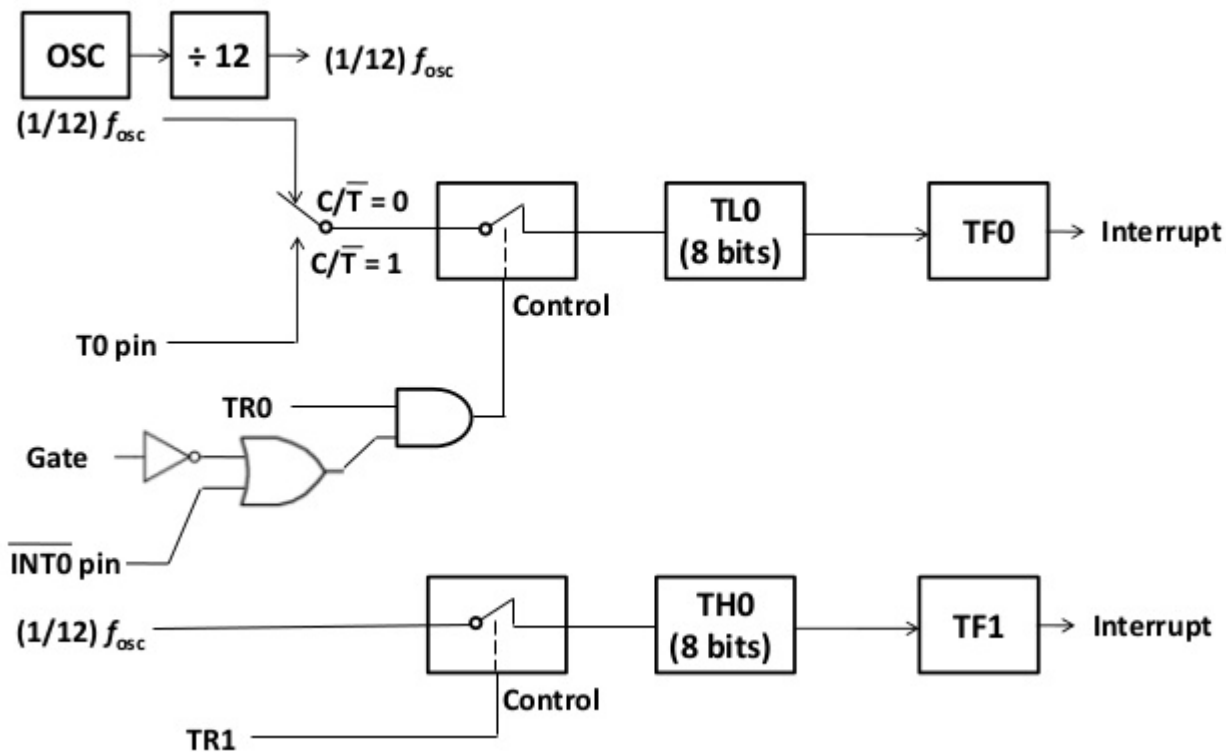 OSC
÷ 12
(1/12) fosc
(1/12) fosc
C/T̅ = 0
C/T̅ = 1
T0 pin
Control
TL0
(8 bits)
TF0
Interrupt
TR0
Gate
I̅N̅T̅0̅ pin
(1/12) fosc
Control
TR1
TH0
(8 bits)
TF1
Interrupt